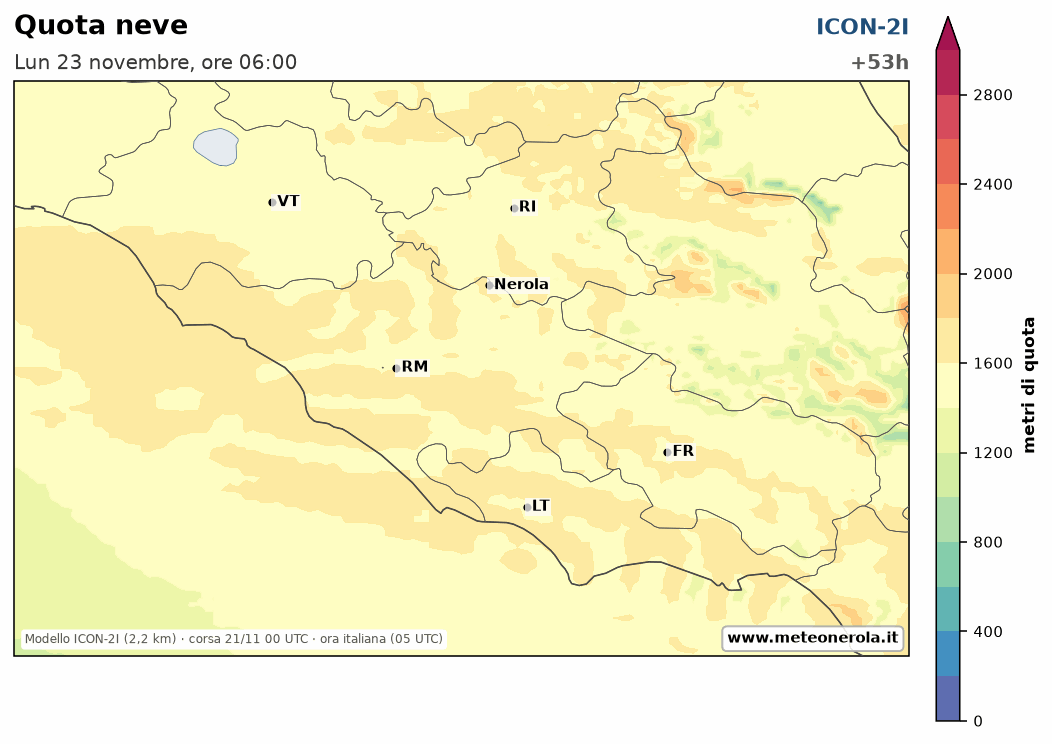 Quota neve
ICON-2I
Lun 23 novembre, ore 06:00
+53h
VT
RI
Nerola
RM
FR
LT
Modello ICON-2I (2,2 km) · corsa 21/11 00 UTC · ora italiana (05 UTC)
www.meteonerola.it
2800
2400
2000
1600
1200
800
400
0
metri di quota